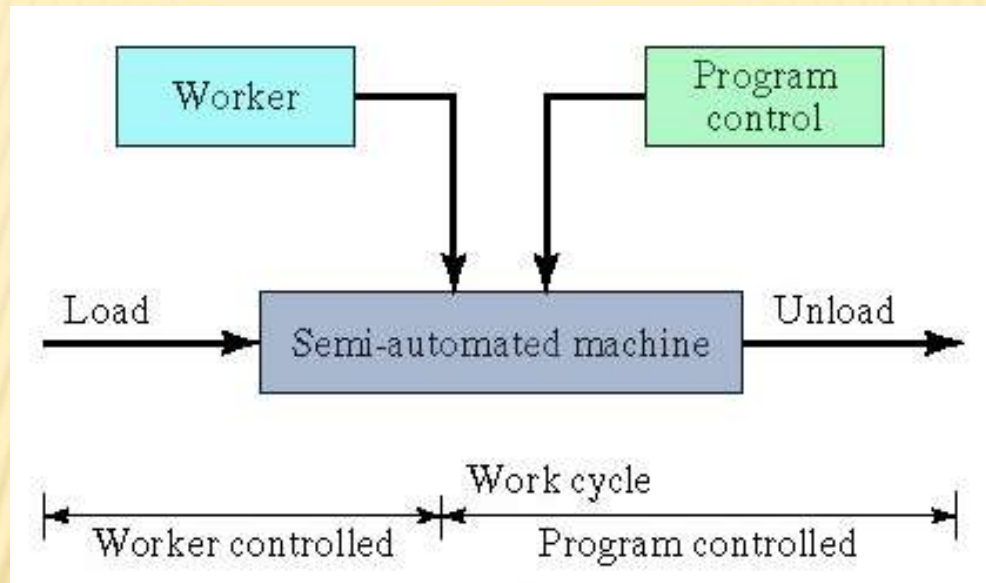 Worker
Program
control
Load
Unload
Semi-automated machine
Work cycle
Worker controlled
Program controlled